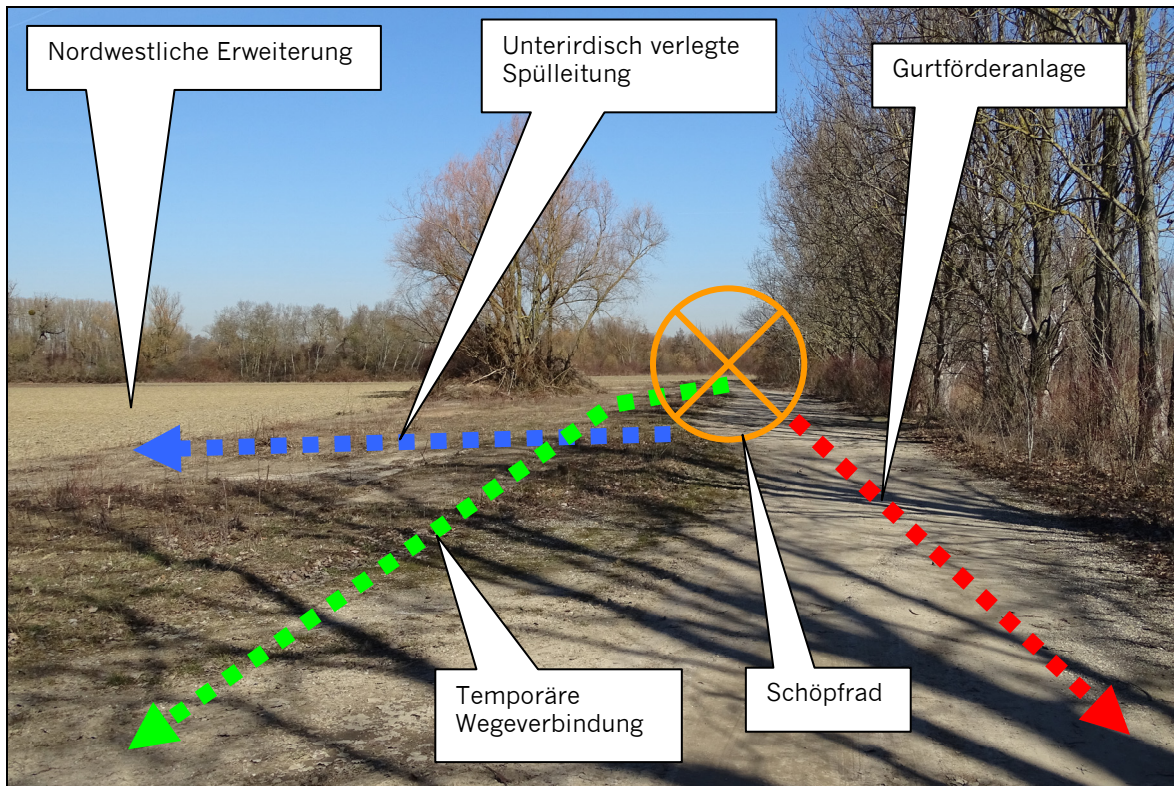 Nordwestliche Erweiterung
Unterirdisch verlegte
Spülleitung
Gurtförderanlage
Temporäre
Wegeverbindung
Schöpfrad